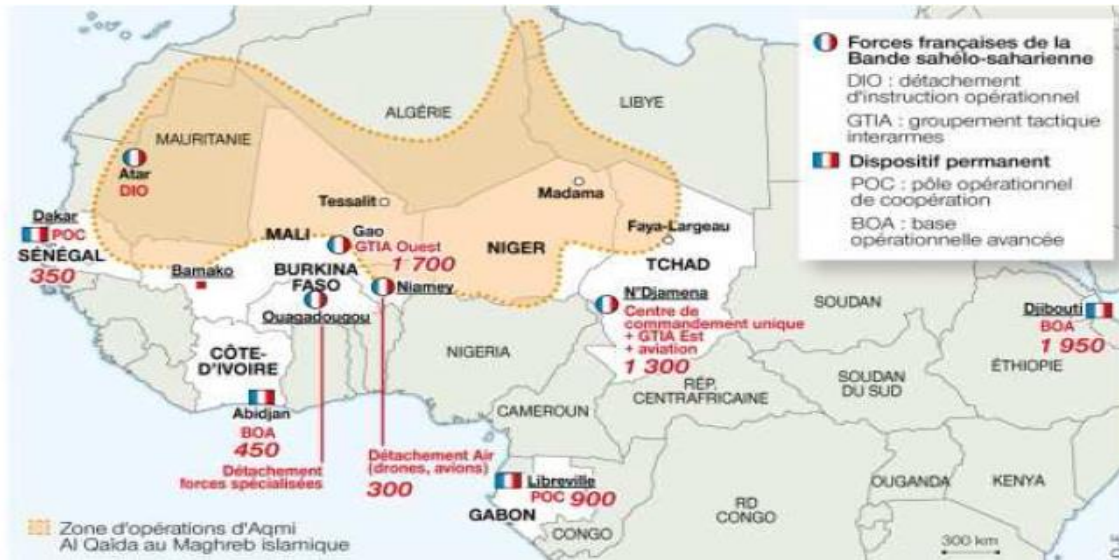 Forces françaises de la
Bande sahélo-saharienne
DIO : détachement
d'instruction opérationnel
GTIA : groupement tactique
interarmes
Dispositif permanent
POC : pôle opérationnel
de coopération
BOA : base
opérationnelle avancée
ALGÉRIE
LIBYE
MAURITANIE
Atar
DIO
Tessalit
Madama
Faya-Largeau
Dakar
POC
SÉNÉGAL
350
MALI
Gao
GTIA Ouest
1 700
NIGER
TCHAD
Bamako
BURKINA
FASO
Niamey
Ouagadougou
N'Djamena
Centre de
commandement unique
+ GTIA Est
+ aviation
1 300
SOUDAN
Djibouti
BOA
1 950
CÔTE-
D'IVOIRE
NIGERIA
ÉTHIOPIE
Abidjan
BOA
450
RÉP.
CENTRAFRICAINE
SOUDAN
DU SUD
CAMEROUN
Détachement
forces spécialisées
Détachement Air
(drones, avions)
300
Libreville
POC 900
GABON
CONGO
RD
CONGO
OUGANDA
KENYA
Zone d'opérations d'Aqmi
Al Qaïda au Maghreb islamique
300 km